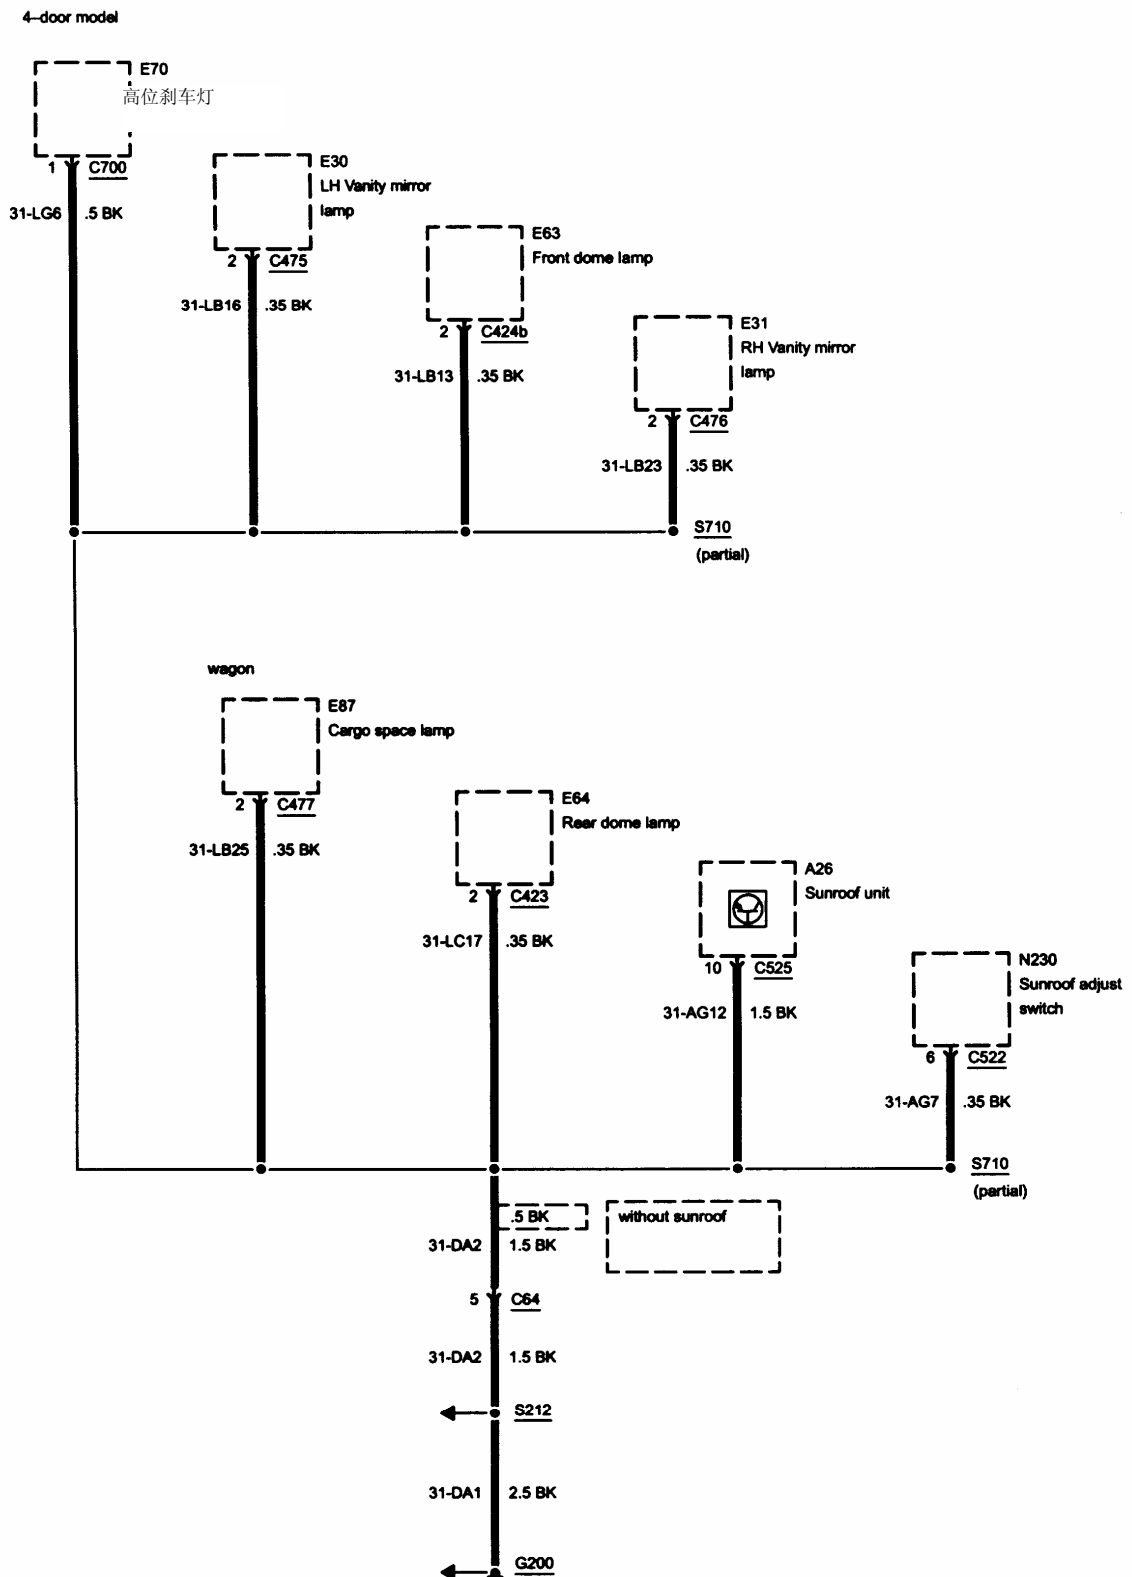 4-door model
E70
高位刹车灯
1 C700
31-LG6 .5 BK
E30
LH Vanity mirror
lamp
2 C475
31-LB16 .35 BK
E63
Front dome lamp
2 C424b
31-LB13 .35 BK
E31
RH Vanity mirror
lamp
2 C476
31-LB23 .35 BK
S710
(partial)
wagon
E87
Cargo space lamp
2 C477
31-LB25 .35 BK
E64
Rear dome lamp
2 C423
31-LC17 .35 BK
A26
Sunroof unit
10 C525
31-AG12 1.5 BK
N230
Sunroof adjust
switch
6 C522
31-AG7 .35 BK
S710
(partial)
.5 BK
without sunroof
31-DA2 1.5 BK
5 C64
31-DA2 1.5 BK
S212
31-DA1 2.5 BK
G200